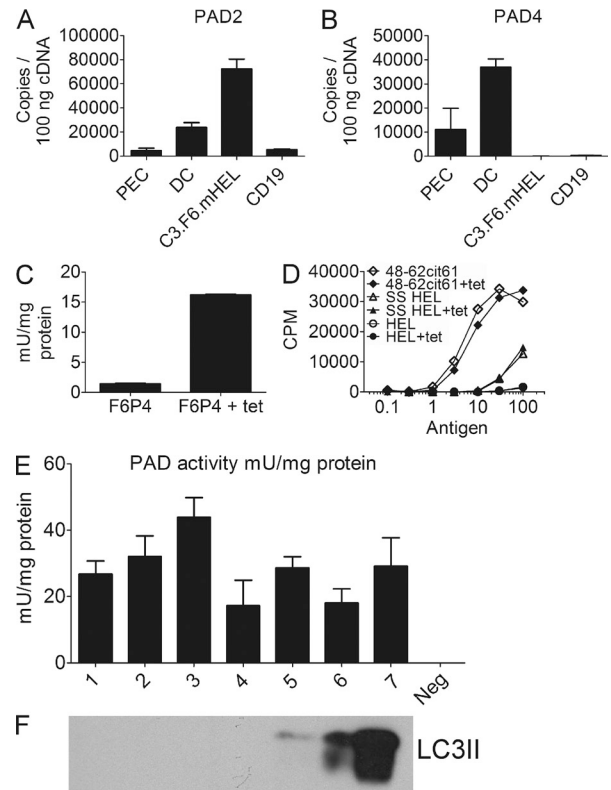 A
PAD2
Copies /
100 ng cDNA
100000
80000
60000
40000
20000
0
PEC
DC
C3.F6.mHEL
CD19
B
PAD4
Copies /
100 ng cDNA
50000
40000
30000
20000
10000
0
PEC
DC
C3.F6.mHEL
CD19
C
mU/mg
protein
20
15
10
5
0
F6P4
F6P4 + tet
D
CPM
40000
30000
20000
10000
0
48-62cit61
48-62cit61+tet
SS HEL
SS HEL+tet
HEL
HEL+tet
0.1
1
10
100
Antigen
E
PAD activity mU/mg protein
mU/mg protein
60
40
20
0
1
2
3
4
5
6
7
Neg
F
LC3II